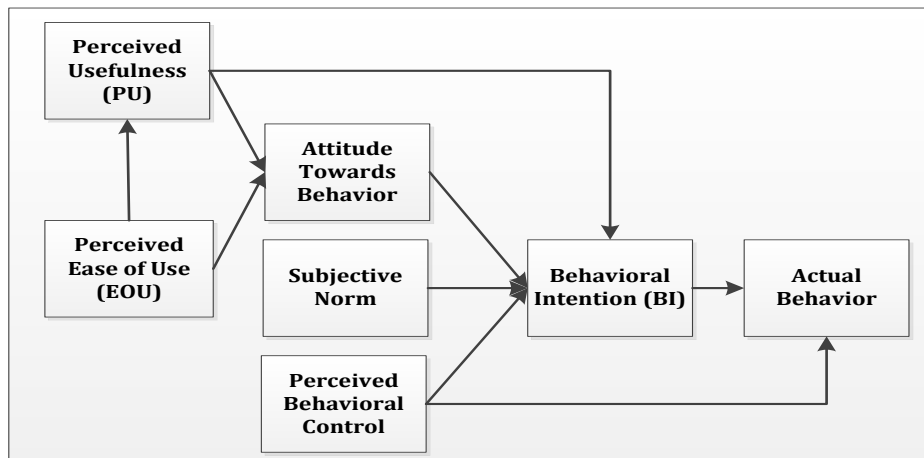 Perceived
Usefulness
(PU)
Attitude
Towards
Behavior
Perceived
Ease of Use
(EOU)
Subjective
Norm
Behavioral
Intention (BI)
Actual
Behavior
Perceived
Behavioral
Control